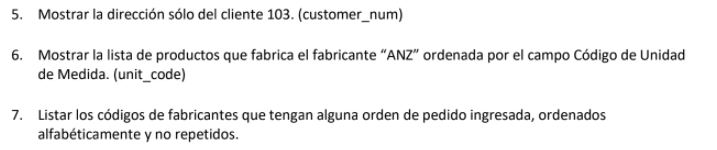 5. Mostrar la dirección sólo del cliente 103. (customer_num)
6. Mostrar la lista de productos que fabrica el fabricante “ANZ” ordenada por el campo Código de Unidad
de Medida. (unit_code)
7. Listar los códigos de fabricantes que tengan alguna orden de pedido ingresada, ordenados
alfabéticamente y no repetidos.